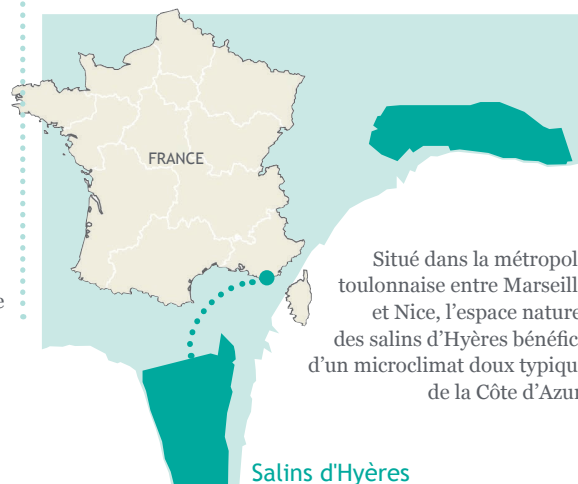 FRANCE
e
Situé dans la métropol
toulonnaise entre Marseill
et Nice, l’espace nature
des salins d’Hyères bénéfic
d’un microclimat doux typiqu
de la Côte d’Azur
Salins d'Hyères